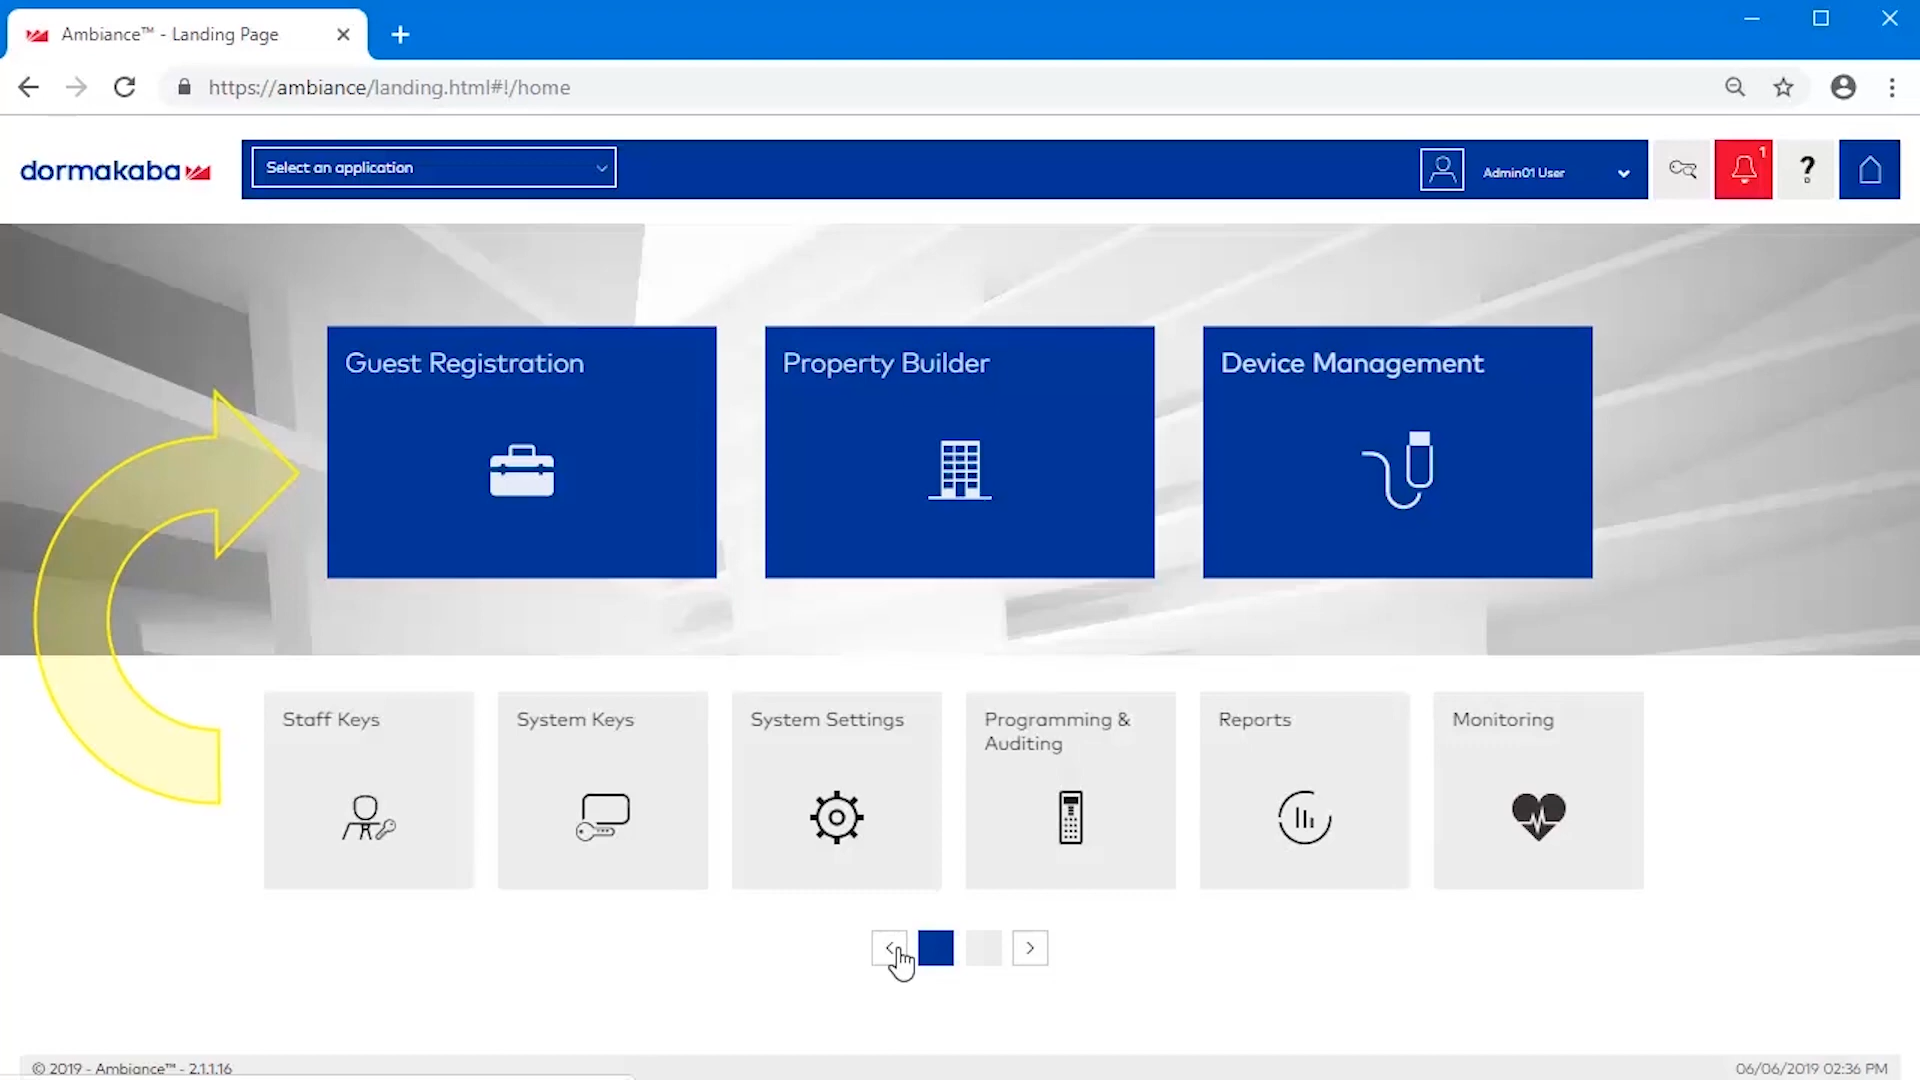 Ambiance™ - Landing Page
https://ambiance/landing.html#!/home
dormakaba
Select an application
Admin01 User
1
?
Guest Registration
Property Builder
Device Management
Staff Keys
System Keys
System Settings
Programming &
Auditing
Reports
Monitoring
© 2019 - Ambiance™ - 2.1.1.16
06/06/2019 02:36 PM